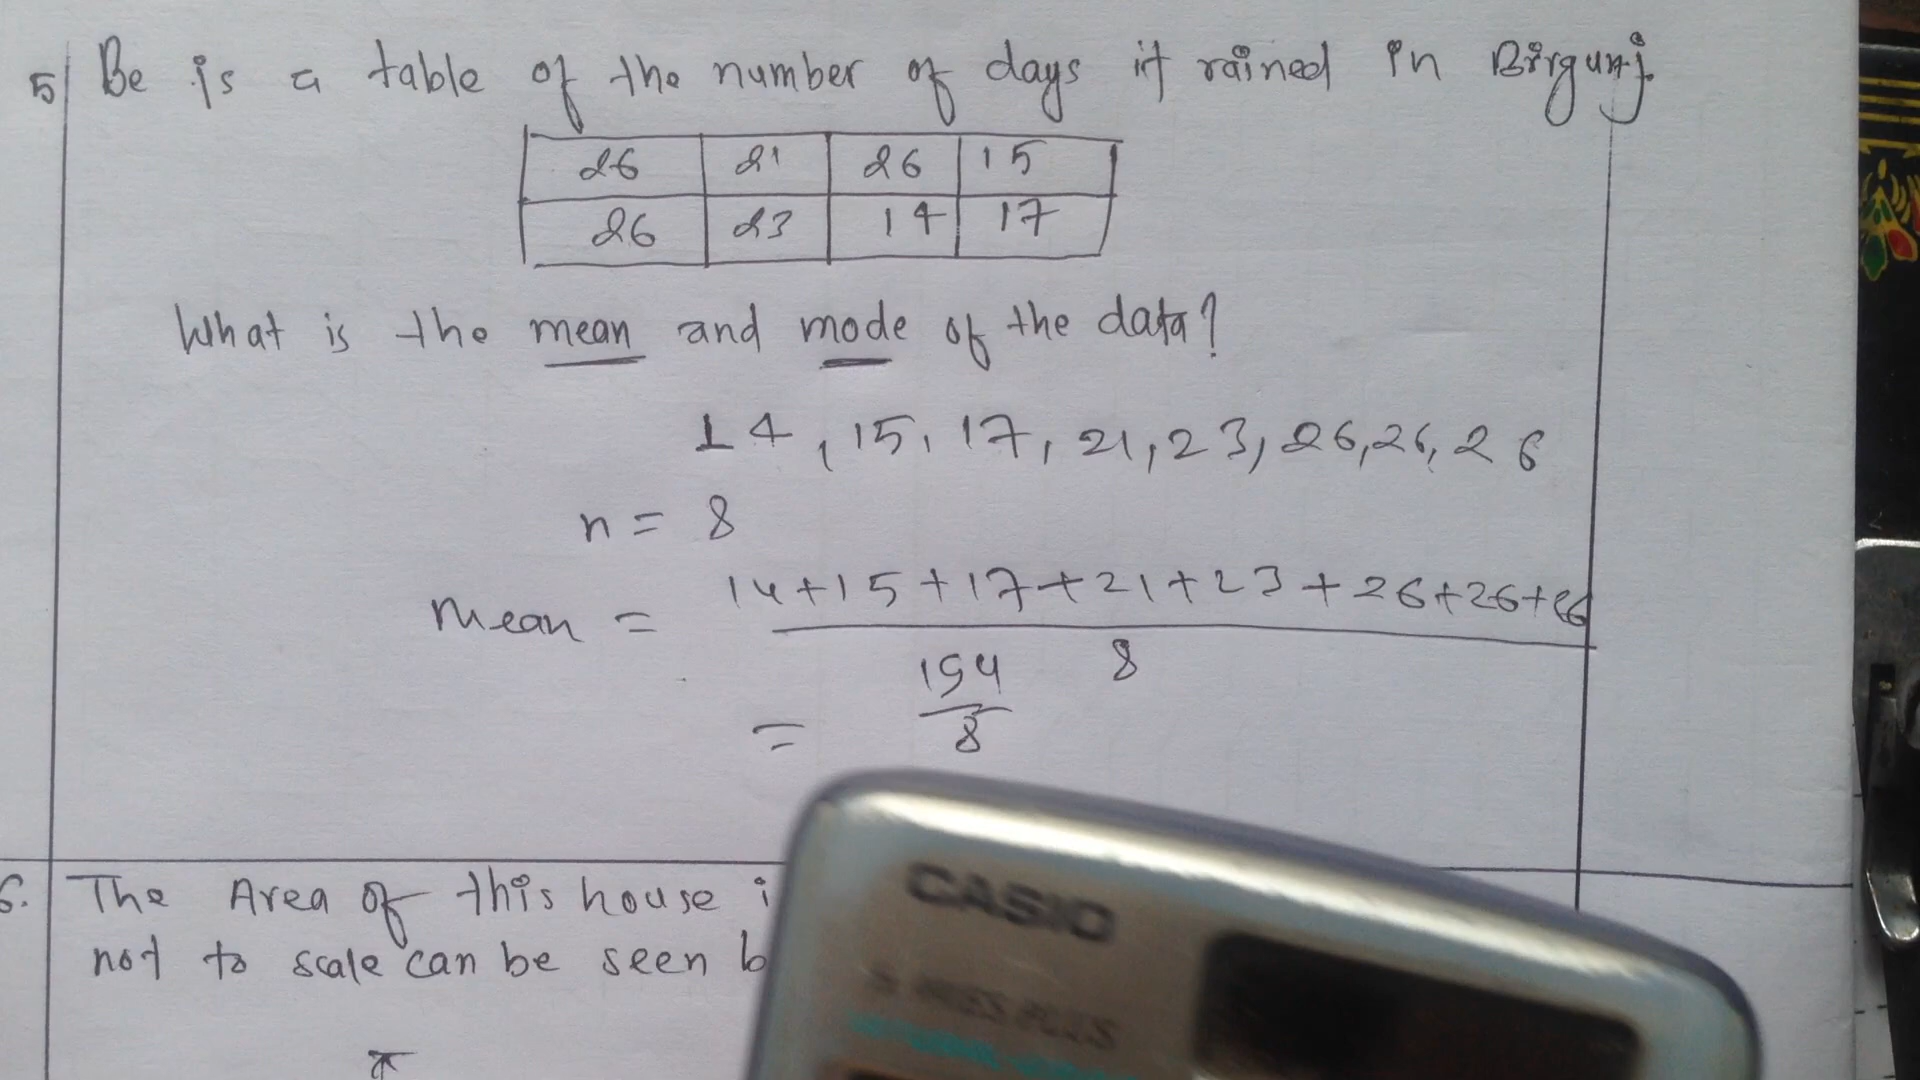 5 Be is a table of the number of days it rained in Birgunj.
26 21 26 15
26 23 14 17
What is the mean and mode of the data?
14, 15, 17, 21, 23, 26, 26, 26
n = 8
14+15+17+21+23+26+26+26
Mean =
8
194
=
8
6. The Area of this house i
not to scale can be seen b
CASIO